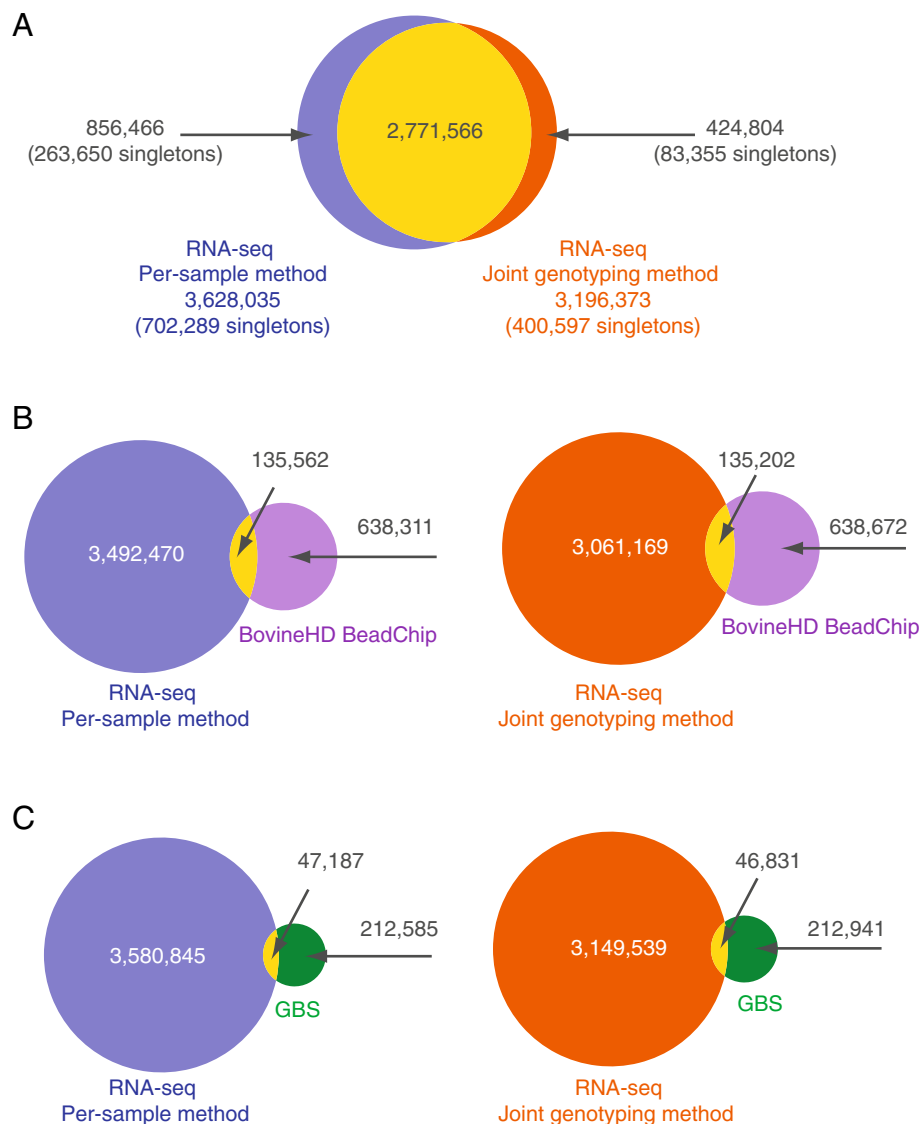 A
856,466
(263,650 singletons)
2,771,566
424,804
(83,355 singletons)
RNA-seq
Per-sample method
3,628,035
(702,289 singletons)
RNA-seq
Joint genotyping method
3,196,373
(400,597 singletons)
B
135,562
638,311
3,492,470
BovineHD BeadChip
RNA-seq
Per-sample method
135,202
638,672
3,061,169
BovineHD BeadChip
RNA-seq
Joint genotyping method
C
47,187
212,585
3,580,845
GBS
RNA-seq
Per-sample method
46,831
212,941
3,149,539
GBS
RNA-seq
Joint genotyping method